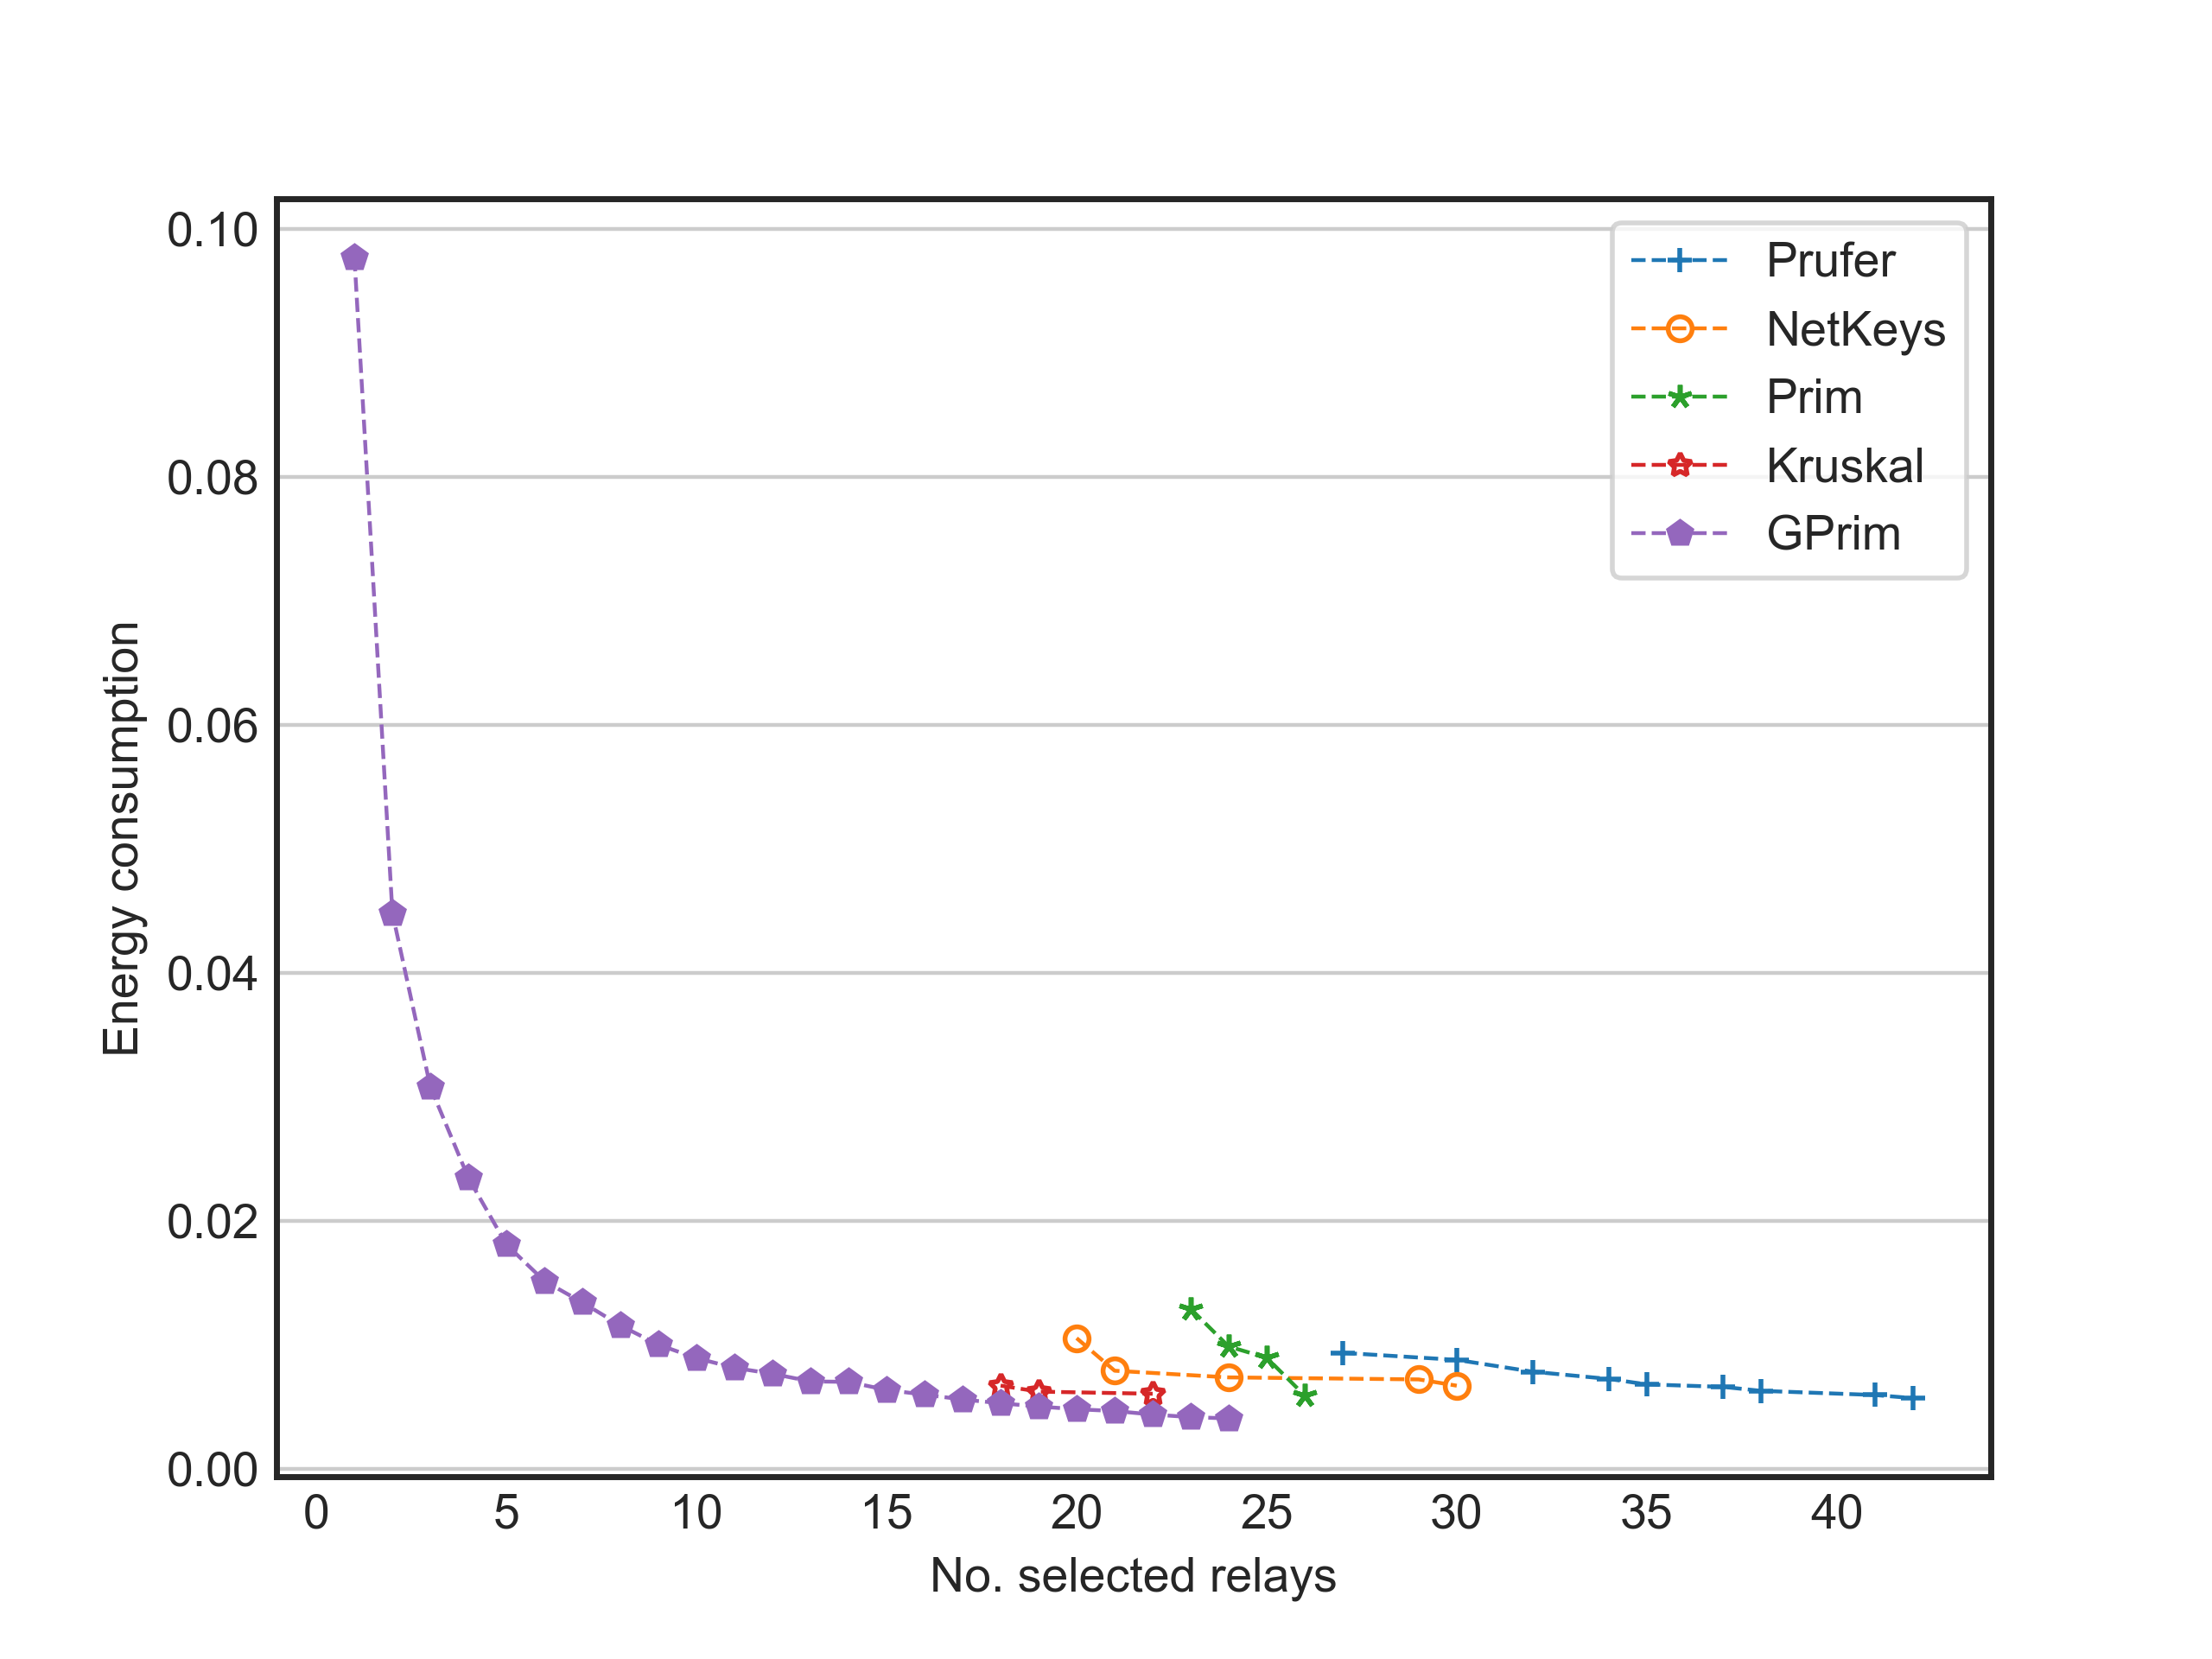 0.10
0.08
0.06
0.04
0.02
0.00
Energy consumption
0 5 10 15 20 25 30 35 40
No. selected relays
Prufer
NetKeys
Prim
Kruskal
GPrim